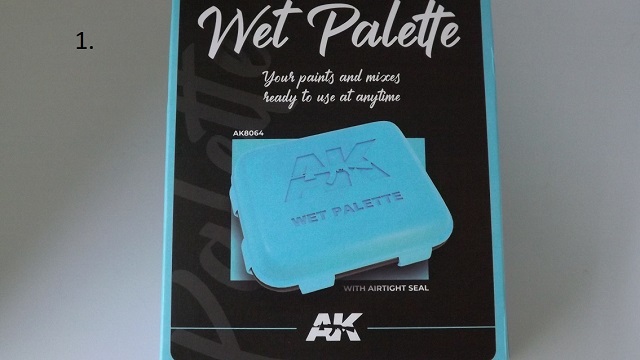 1.
Wet Palette
Your paints and mixes
ready to use at anytime
AK8064
AK
WET PALETTE
WITH AIRTIGHT SEAL
AK
Palette